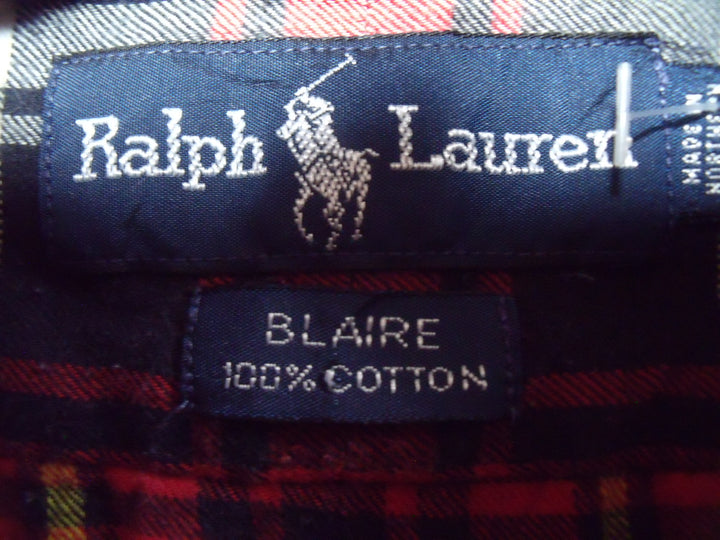 Ralph Lauren
MADE IN
BLAIRE
100% COTTON